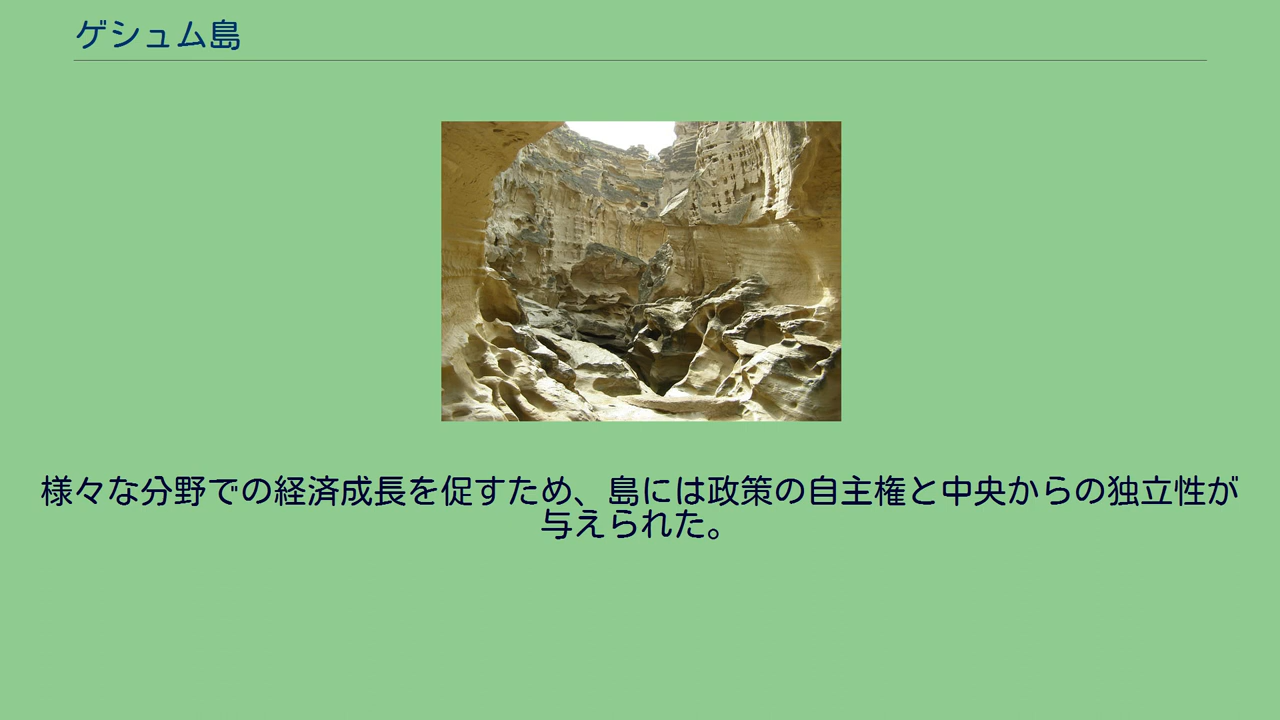 ゲシュム島
様々な分野での経済成長を促すため、島には政策の自主権と中央からの独立性が
与えられた。